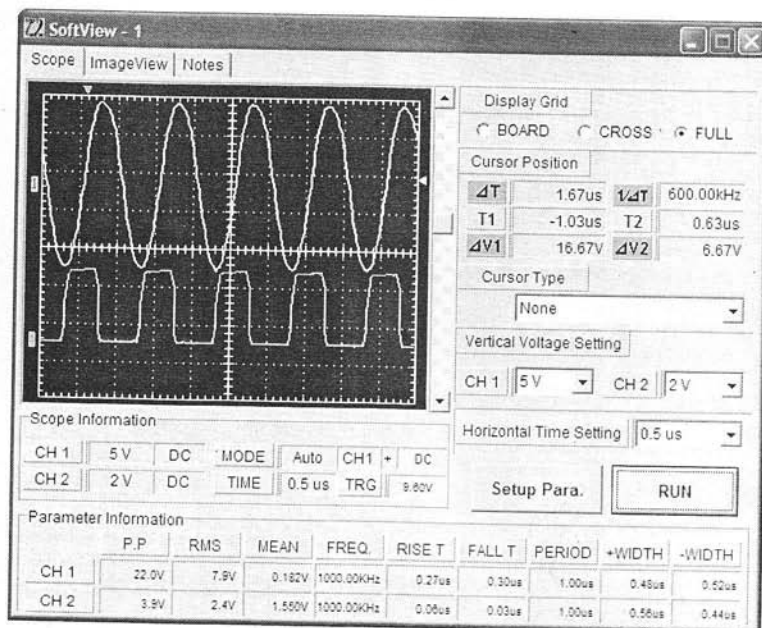 SoftView - 1
Scope ImageView Notes
Display Grid
BOARD CROSS FULL
Cursor Position
⊿T 1.67us 1/⊿T 600.00kHz
T1 -1.03us T2 0.63us
⊿V1 16.67V ⊿V2 6.67V
Cursor Type
None
Vertical Voltage Setting
CH 1 5 V CH 2 2 V
Horizontal Time Setting 0.5 us
Setup Para. RUN
Scope Information
CH 1 5 V DC MODE Auto CH1 + DC
CH 2 2 V DC TIME 0.5 us TRG 9.60V
Parameter Information
P.P RMS MEAN FREQ. RISE T FALL T PERIOD +WIDTH -WIDTH
CH 1 22.0V 7.9V 0.182V 1000.00KHz 0.27us 0.30us 1.00us 0.48us 0.52us
CH 2 3.9V 2.4V 1.550V 1000.00KHz 0.06us 0.03us 1.00us 0.56us 0.44us